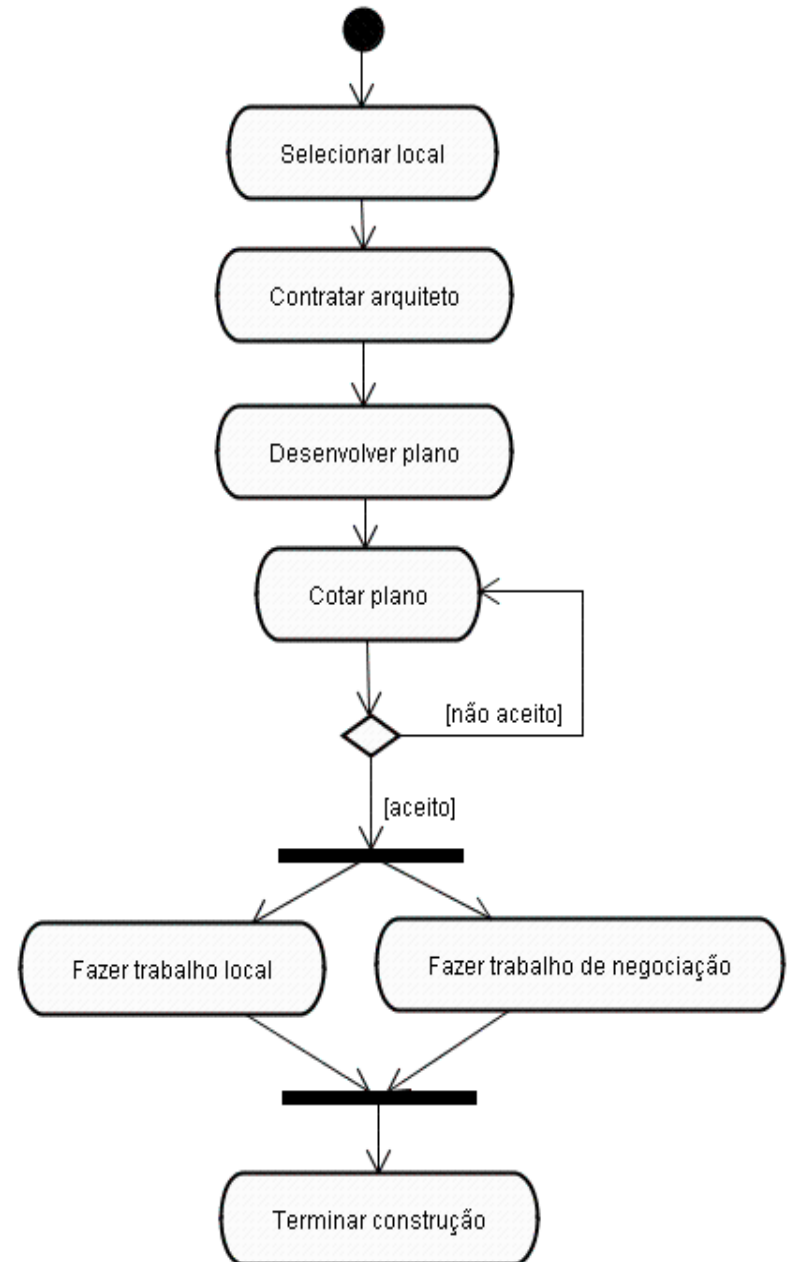 Selecionar local
Contratar arquiteto
Desenvolver plano
Cotar plano
[não aceito]
[aceito]
Fazer trabalho local
Fazer trabalho de negociação
Terminar construção